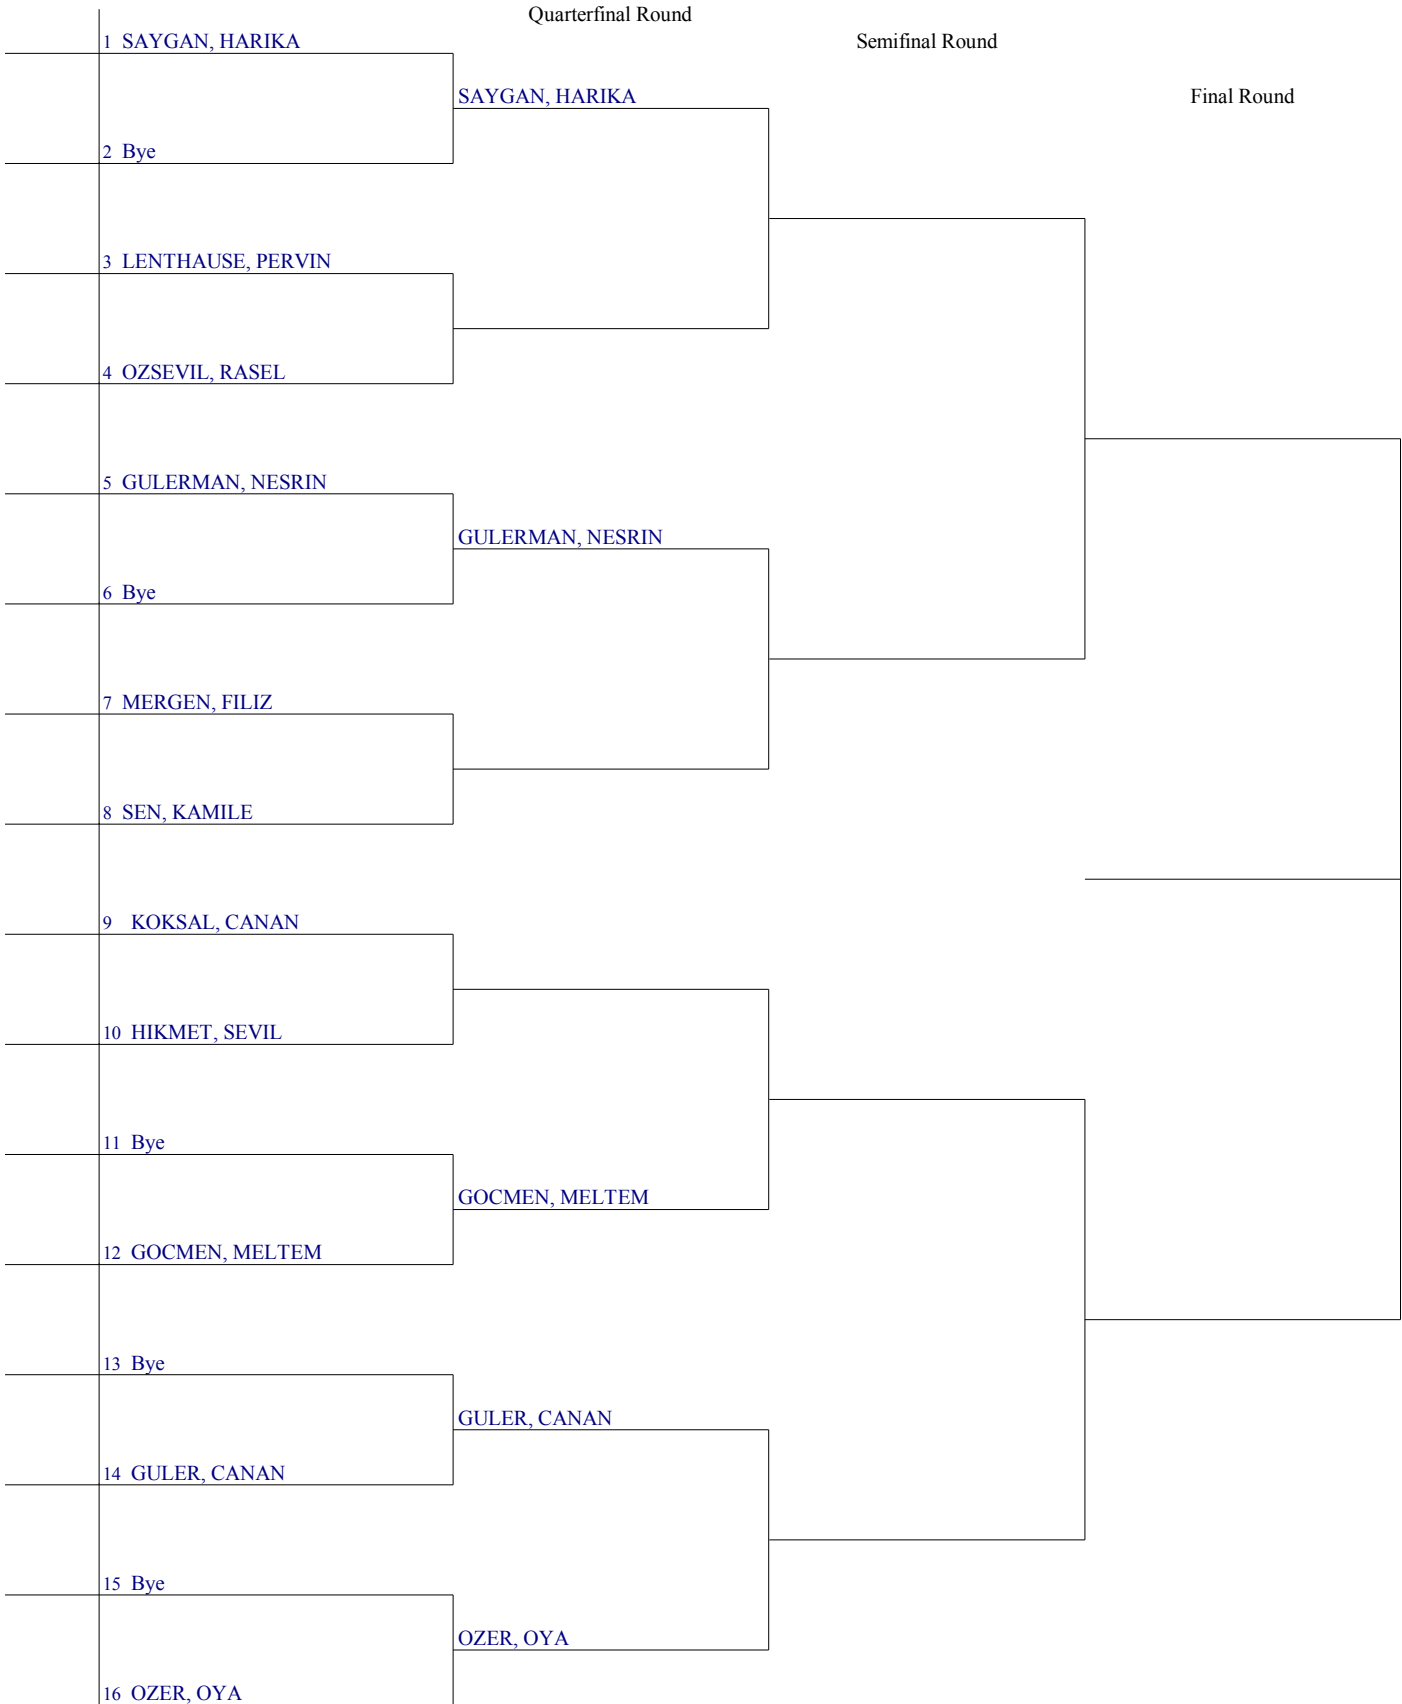 Quarterfinal Round
1 SAYGAN, HARIKA
Semifinal Round
SAYGAN, HARIKA
Final Round
2 Bye
3 LENTHAUSE, PERVIN
4 OZSEVIL, RASEL
5 GULERMAN, NESRIN
GULERMAN, NESRIN
6 Bye
7 MERGEN, FILIZ
8 SEN, KAMILE
9 KOKSAL, CANAN
10 HIKMET, SEVIL
11 Bye
GOCMEN, MELTEM
12 GOCMEN, MELTEM
13 Bye
GULER, CANAN
14 GULER, CANAN
15 Bye
OZER, OYA
16 OZER, OYA